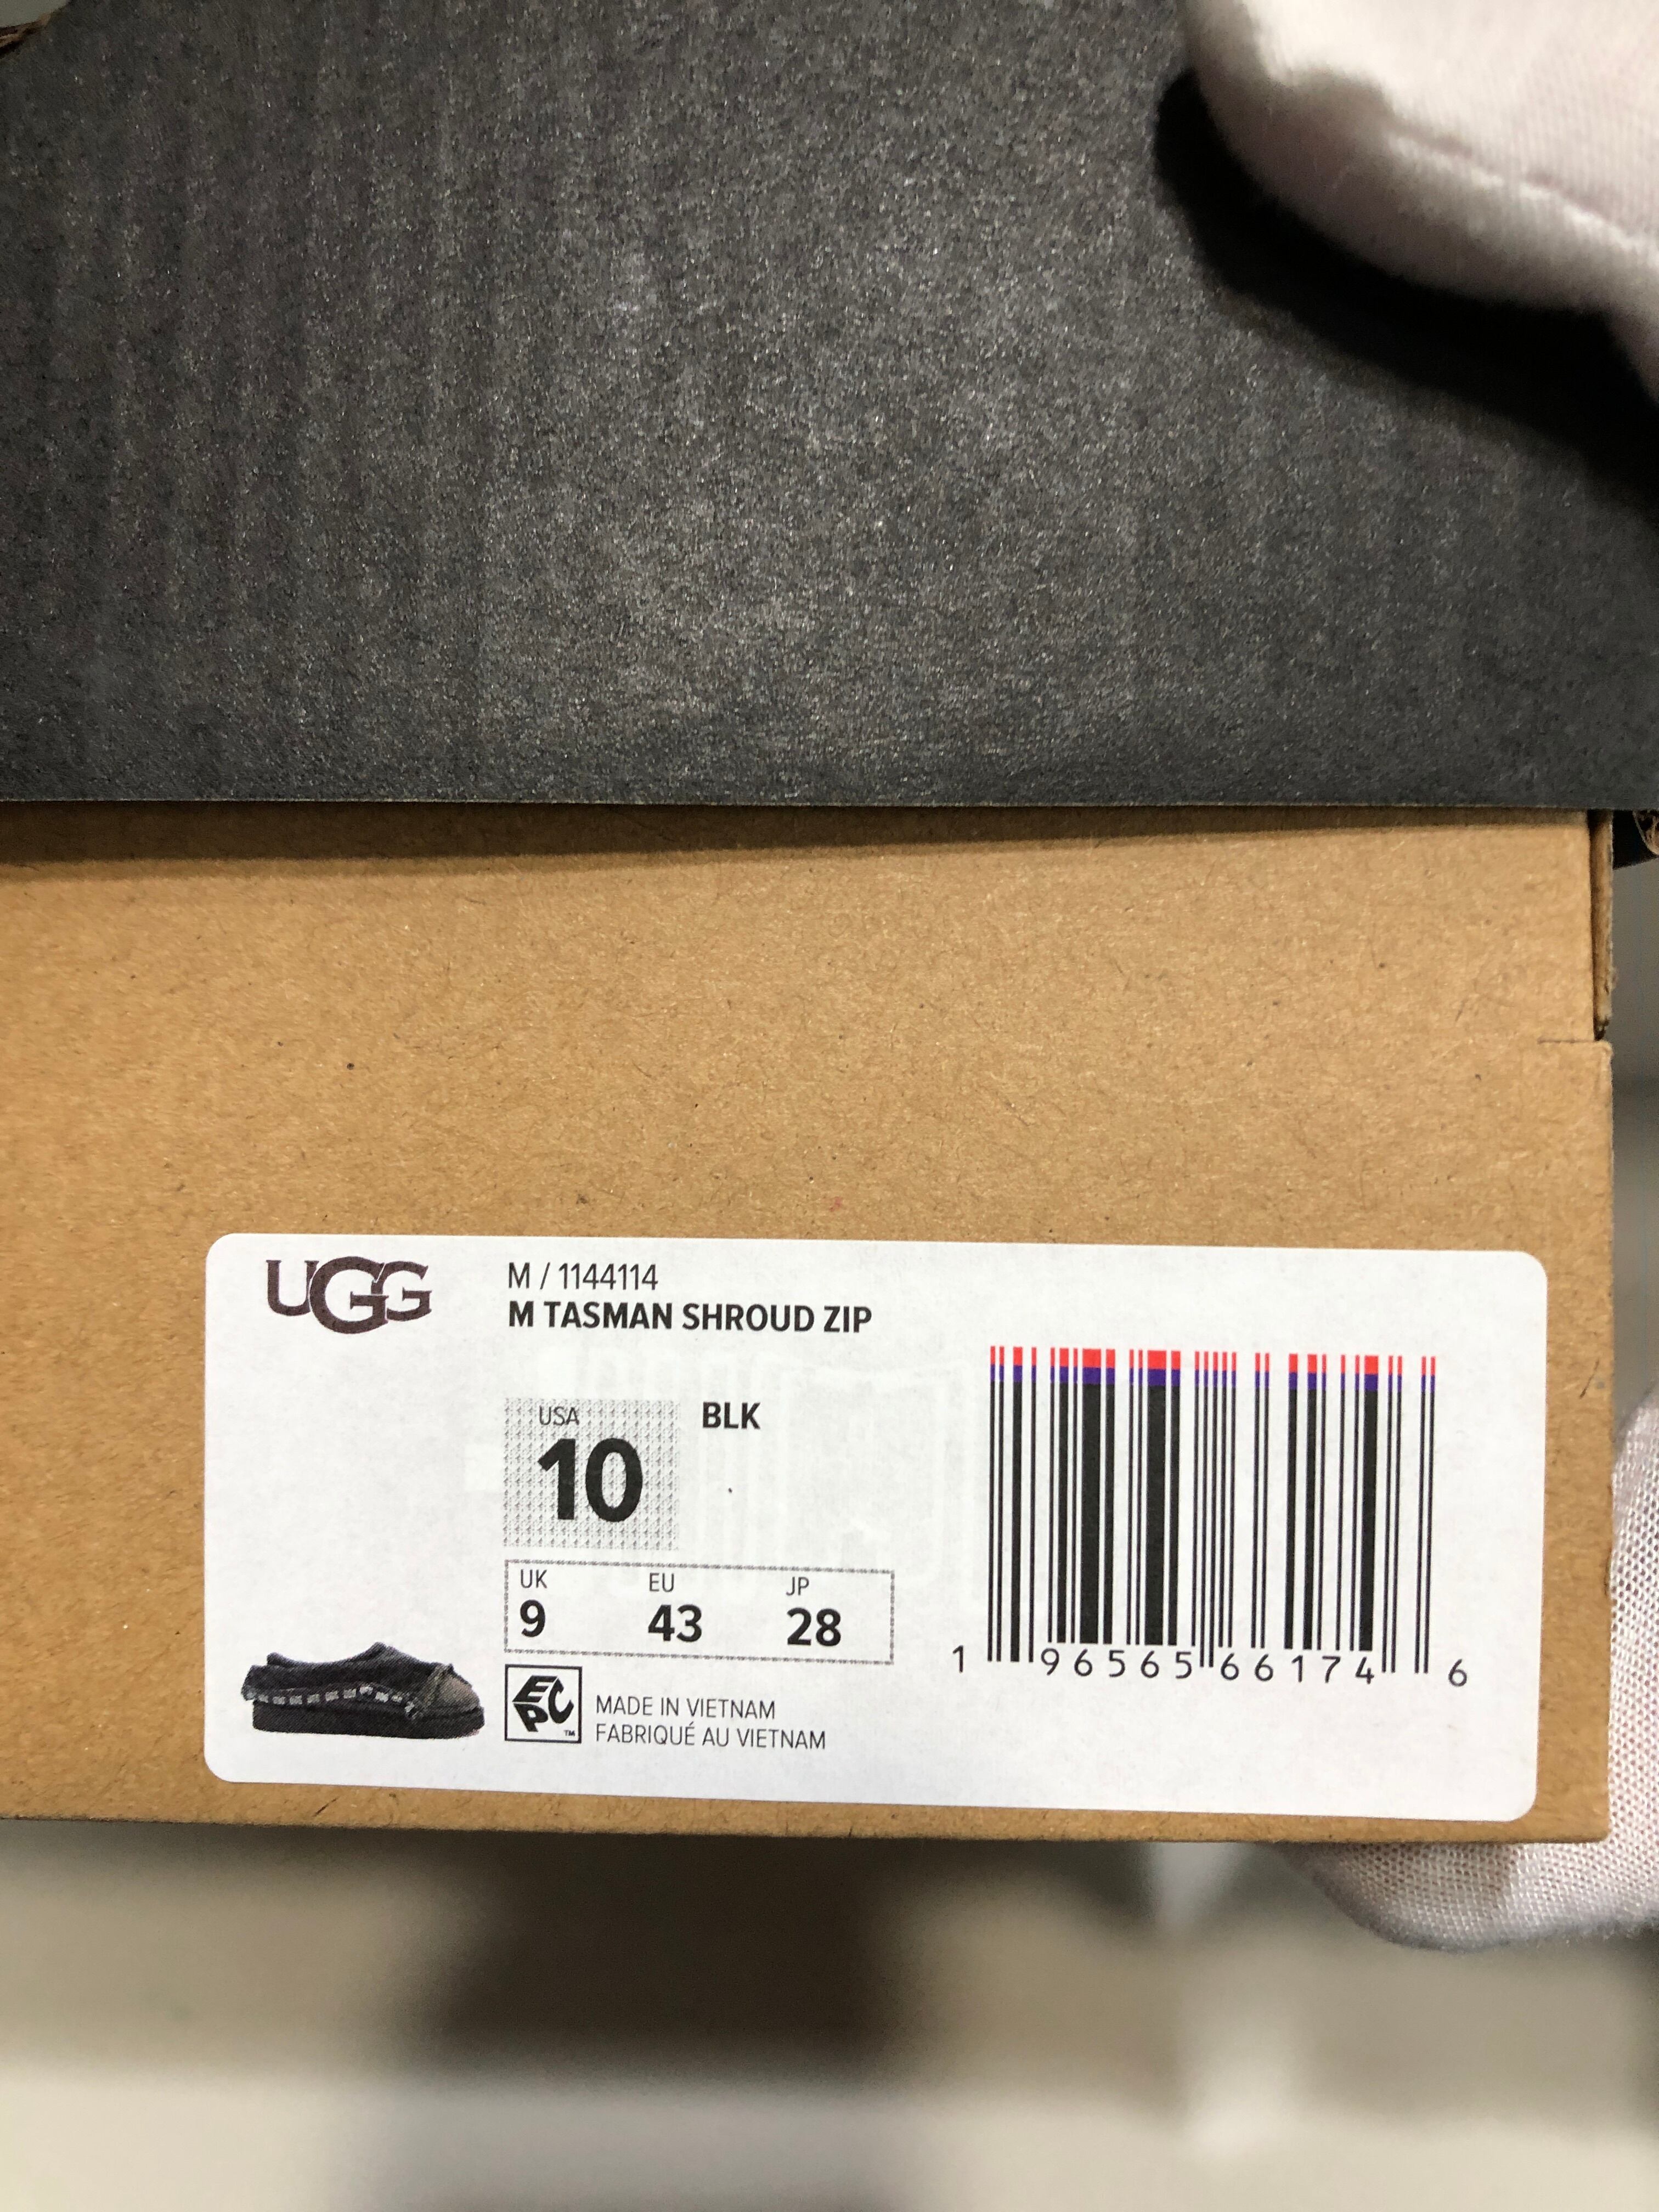 UGG
M / 1144114
M TASMAN SHROUD ZIP
USA
10
BLK
UK
9
EU
43
JP
28
EPC™
MADE IN VIETNAM
FABRIQUÉ AU VIETNAM
1 96565 66174 6